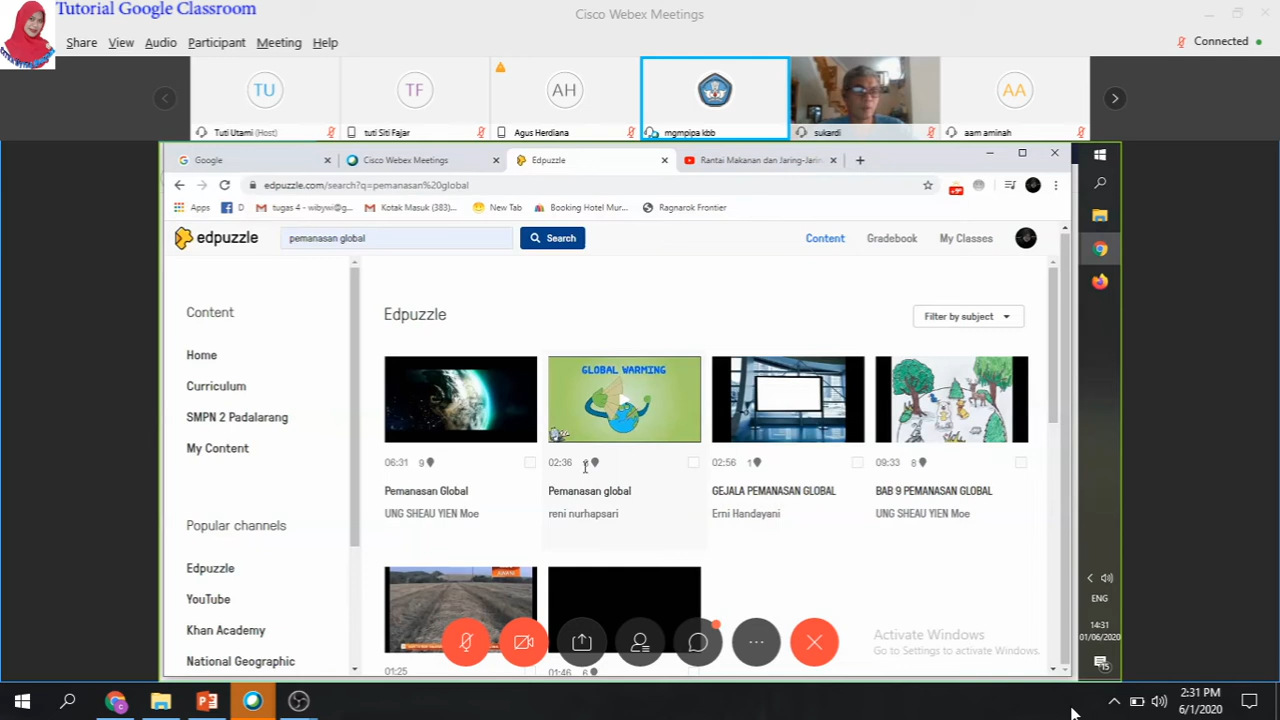 Tutorial Google Classroom
Cisco Webex Meetings
Share View Audio Participant Meeting Help
Connected
TU TF AH AA
Tuti Utami (Host) tuti Siti Fajar Agus Herdiana mgmpipa kbb sukardi aam aminah
Google Cisco Webex Meetings Edpuzzle Rantai Makanan dan Jaring-Jarin
edpuzzle.com/search?q=pemanasan%20global
Apps D tugas 4 - wibywi@g... Kotak Masuk (383)... New Tab Booking Hotel Mur... Ragnarok Frontier
edpuzzle pemanasan global Search Content Gradebook My Classes
Content
Home
Curriculum
SMPN 2 Padalarang
My Content
Popular channels
Edpuzzle
YouTube
Khan Academy
National Geographic
Edpuzzle Filter by subject
GLOBAL WARMING
06:31 9 02:36 02:56 1 09:33 8
Pemanasan Global Pemanasan global GEJALA PEMANASAN GLOBAL BAB 9 PEMANASAN GLOBAL
UNG SHEAU YIEN Moe reni nurhapsari Erni Handayani UNG SHEAU YIEN Moe
01:25 01:46 6
Activate Windows
Go to Settings to activate Windows.
ENG
14:31
01/06/2020
15
2:31 PM
6/1/2020